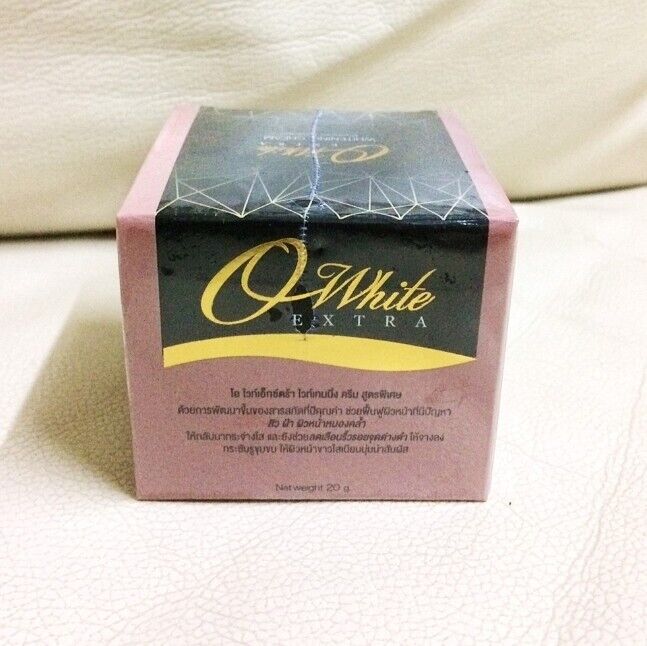 WHITENING CREAM
EXTRA
O-White
O-White
EXTRA
โอ ไวท์เอ็กซ์ตร้า ไวท์เทนนิ่ง ครีม สูตรพิเศษ
ด้วยการพัฒนาขึ้นของสารสกัดที่มีคุณค่า ช่วยฟื้นฟูผิวหน้าที่มีปัญหา
สิว ฝ้า ผิวหน้าหมองคล้ำ
ให้กลับมากระจ่างใส และยังช่วยลดเลือนริ้วรอยจุดด่างดำ ให้จางลง
กระชับรูขุมขน ให้ผิวหน้าขาวใสเนียนนุ่มน่าสัมผัส
Net weight 20 g.